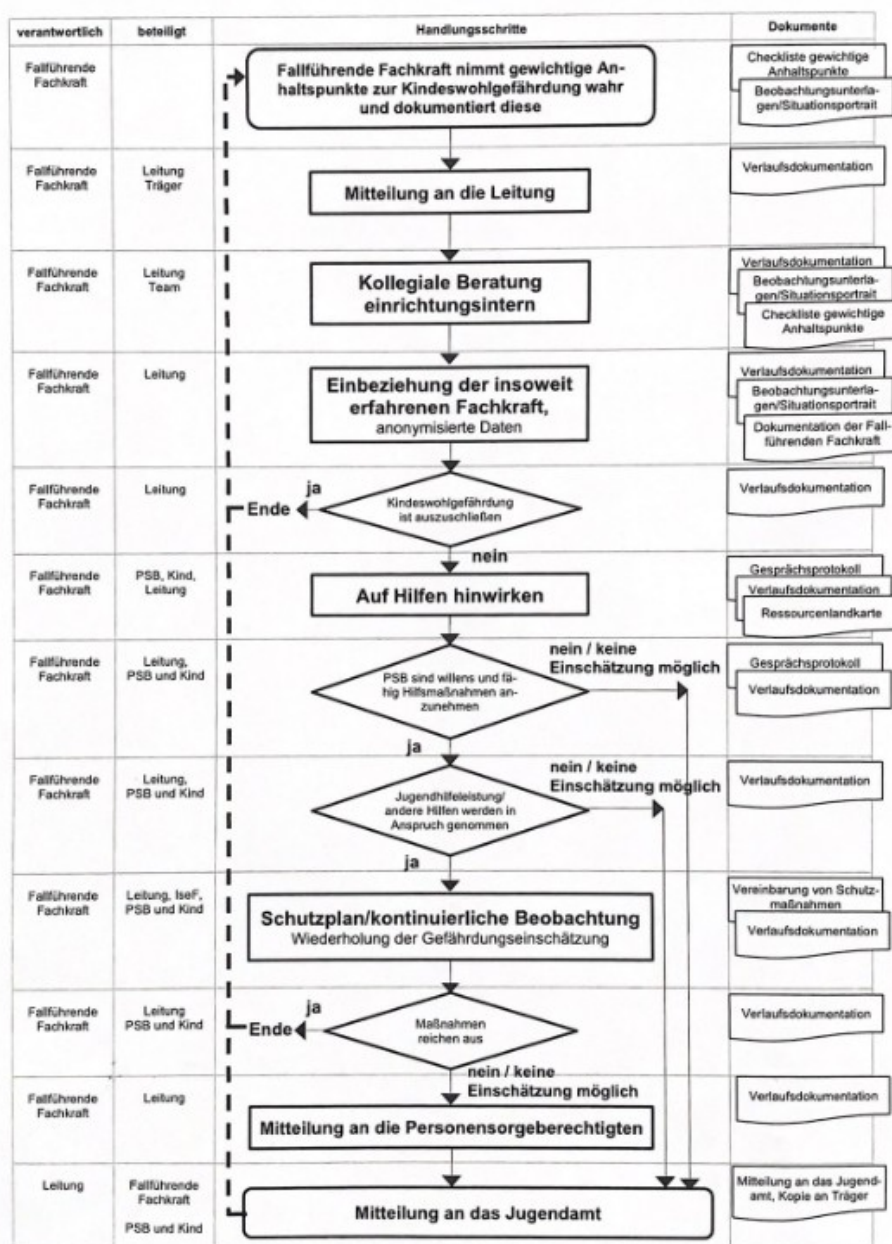 verantwortlich beteiligt Handlungsschritte Dokumente
Fallführende
Fachkraft
Fallführende Fachkraft nimmt gewichtige An-
haltspunkte zur Kindeswohlgefährdung wahr
und dokumentiert diese
Checkliste gewichtige
Anhaltspunkte
Beobachtungsunterla-
gen/Situationsportrait
Fallführende
Fachkraft
Leitung
Träger
Mitteilung an die Leitung
Verlaufsdokumentation
Fallführende
Fachkraft
Leitung
Team
Kollegiale Beratung
einrichtungsintern
Verlaufsdokumentation
Beobachtungsunterla-
gen/Situationsportrait
Checkliste gewichtige
Anhaltspunkte
Fallführende
Fachkraft
Leitung
Einbeziehung der insoweit
erfahrenen Fachkraft,
anonymisierte Daten
Verlaufsdokumentation
Beobachtungsunterla-
gen/Situationsportrait
Dokumentation der Fall-
führenden Fachkraft
Fallführende
Fachkraft
Leitung
Ende
ja
Kindeswohlgefährdung
ist auszuschließen
nein
Verlaufsdokumentation
Fallführende
Fachkraft
PSB, Kind,
Leitung
Auf Hilfen hinwirken
Gesprächsprotokoll
Verlaufsdokumentation
Ressourcenlandkarte
Fallführende
Fachkraft
Leitung,
PSB und Kind
PSB sind willens und fä-
hig Hilfsmaßnahmen an-
zunehmen
nein / keine
Einschätzung möglich
ja
Gesprächsprotokoll
Verlaufsdokumentation
Fallführende
Fachkraft
Leitung,
PSB und Kind
Jugendhilfeleistung/
andere Hilfen werden in
Anspruch genommen
nein / keine
Einschätzung möglich
ja
Verlaufsdokumentation
Fallführende
Fachkraft
Leitung, IseF,
PSB und Kind
Schutzplan/kontinuierliche Beobachtung
Wiederholung der Gefährdungseinschätzung
Vereinbarung von Schutz-
maßnahmen
Verlaufsdokumentation
Fallführende
Fachkraft
Leitung
PSB und Kind
Ende
ja
Maßnahmen
reichen aus
nein / keine
Einschätzung möglich
Verlaufsdokumentation
Fallführende
Fachkraft
Leitung
Mitteilung an die Personensorgeberechtigten
Verlaufsdokumentation
Leitung
Fallführende
Fachkraft
PSB und Kind
Mitteilung an das Jugendamt
Mitteilung an das Jugend-
amt, Kopie an Träger